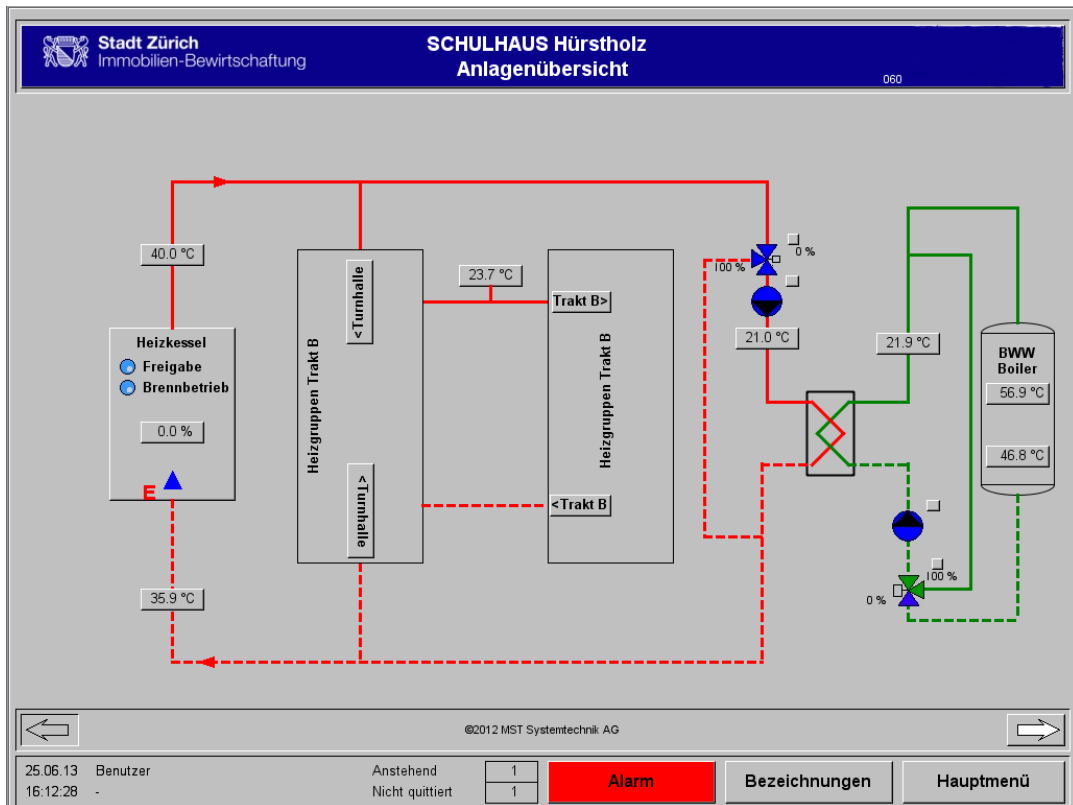 Stadt Zürich
Immobilien-Bewirtschaftung
SCHULHAUS Hürstholz
Anlagenübersicht
060
40.0 °C
Heizkessel
Freigabe
Brennbetrieb
0.0 %
E
35.9 °C
Heizgruppen Trakt B
<Turnhalle
<Turnhalle
23.7 °C
Trakt B>
<Trakt B
Heizgruppen Trakt B
0 %
100 %
21.0 °C
21.9 °C
BWW
Boiler
56.9 °C
46.8 °C
100 %
0 %
©2012 MST Systemtechnik AG
25.06.13 Benutzer
16:12:28 -
Anstehend 1
Nicht quittiert 1
Alarm
Bezeichnungen
Hauptmenü